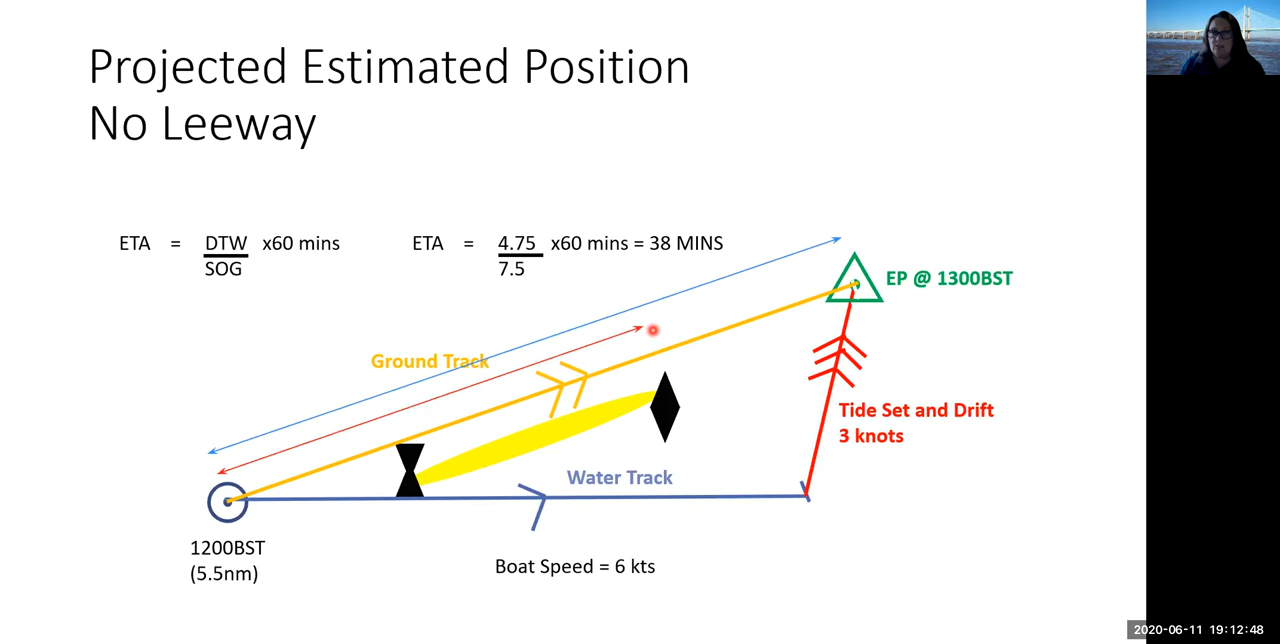 Projected Estimated Position
No Leeway
ETA = DTW x60 mins
SOG
ETA = 4.75 x60 mins = 38 MINS
7.5
EP @ 1300BST
Ground Track
Tide Set and Drift
3 knots
Water Track
1200BST
(5.5nm)
Boat Speed = 6 kts
2020-06-11 19:12:48